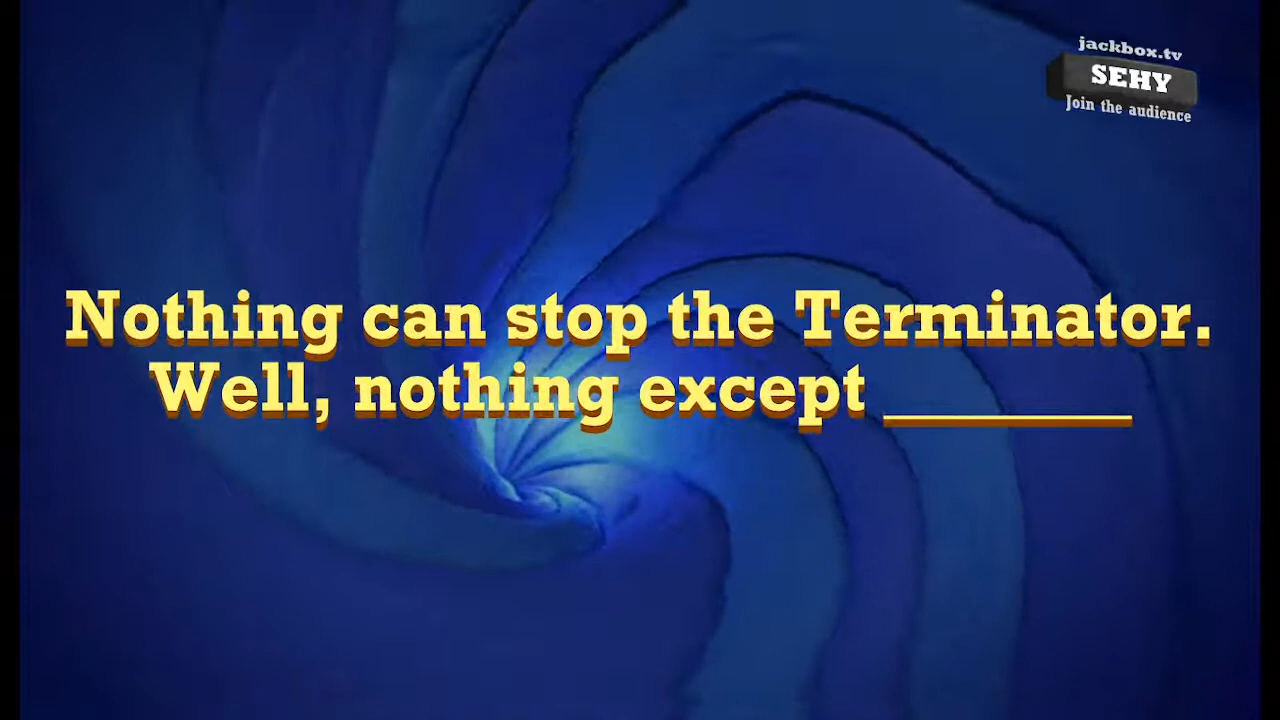 jackbox.tv
SEHY
Join the audience
Nothing can stop the Terminator.
Well, nothing except ________